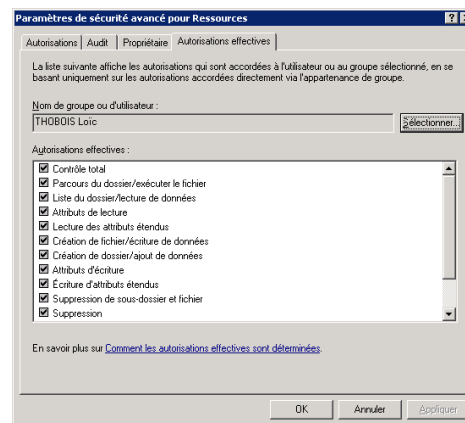 Paramètres de sécurité avancé pour Ressources
Autorisations Audit Propriétaire Autorisations effectives
La liste suivante affiche les autorisations qui sont accordées à l'utilisateur ou au groupe sélectionné, en se
basant uniquement sur les autorisations accordées directement via l'appartenance de groupe.
Nom de groupe ou d'utilisateur :
THOBOIS Loïc
Sélectionner...
Autorisations effectives :
Contrôle total
Parcours du dossier/exécuter le fichier
Liste du dossier/lecture de données
Attributs de lecture
Lecture des attributs étendus
Création de fichier/écriture de données
Création de dossier/ajout de données
Attributs d'écriture
Écriture d'attributs étendus
Suppression de sous-dossier et fichier
Suppression
En savoir plus sur Comment les autorisations effectives sont déterminées.
OK Annuler Appliquer